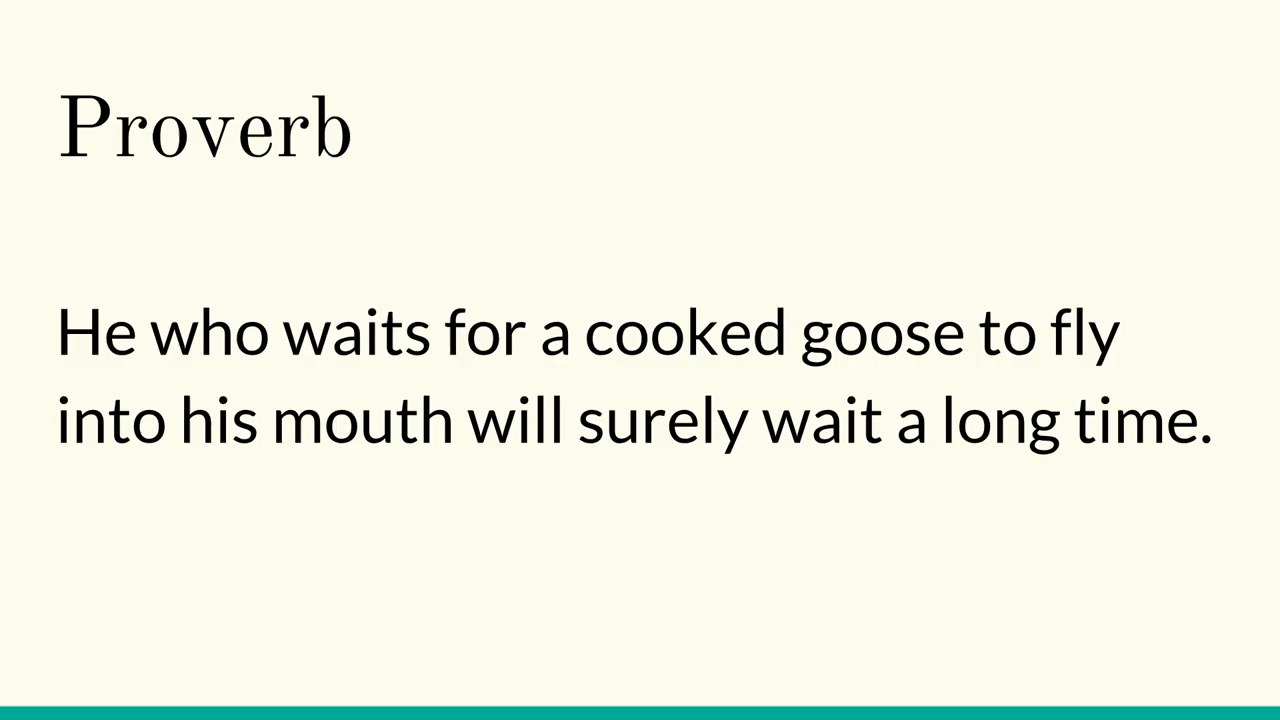 Proverb
He who waits for a cooked goose to fly
into his mouth will surely wait a long time.